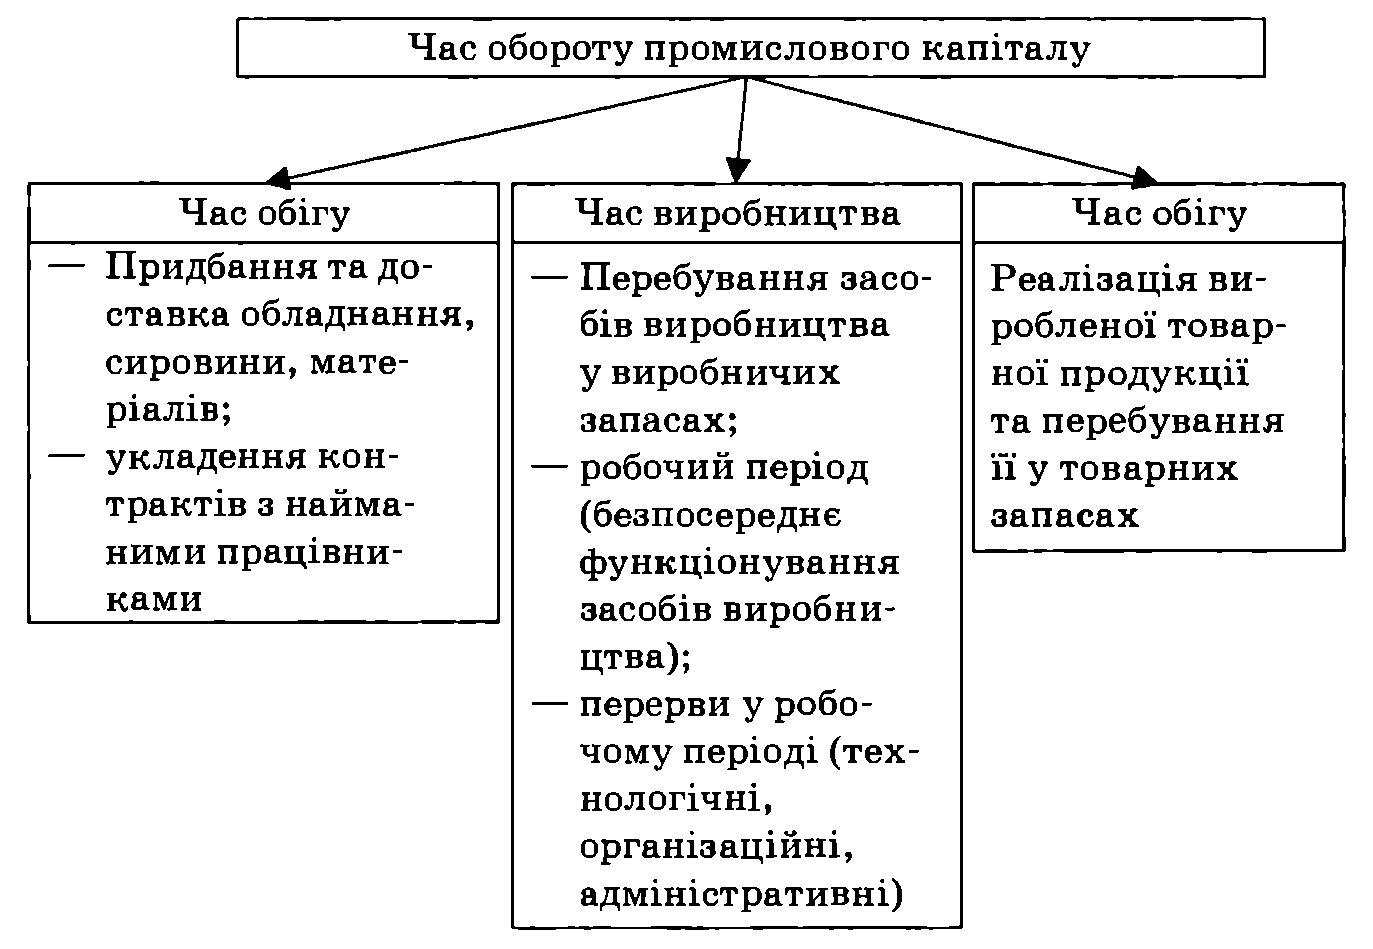 Час обороту промислового капіталу
Час обігу
— Придбання та до-
ставка обладнання,
сировини, мате-
ріалів;
— укладення кон-
трактів з найма-
ними працівни-
ками
Час виробництва
— Перебування засо-
бів виробництва
у виробничих
запасах;
— робочий період
(безпосереднє
функціонування
засобів виробни-
цтва);
— перерви у робо-
чому періоді (тех-
нологічні,
організаційні,
адміністративні)
Час обігу
Реалізація ви-
робленої товар-
ної продукції
та перебування
її у товарних
запасах